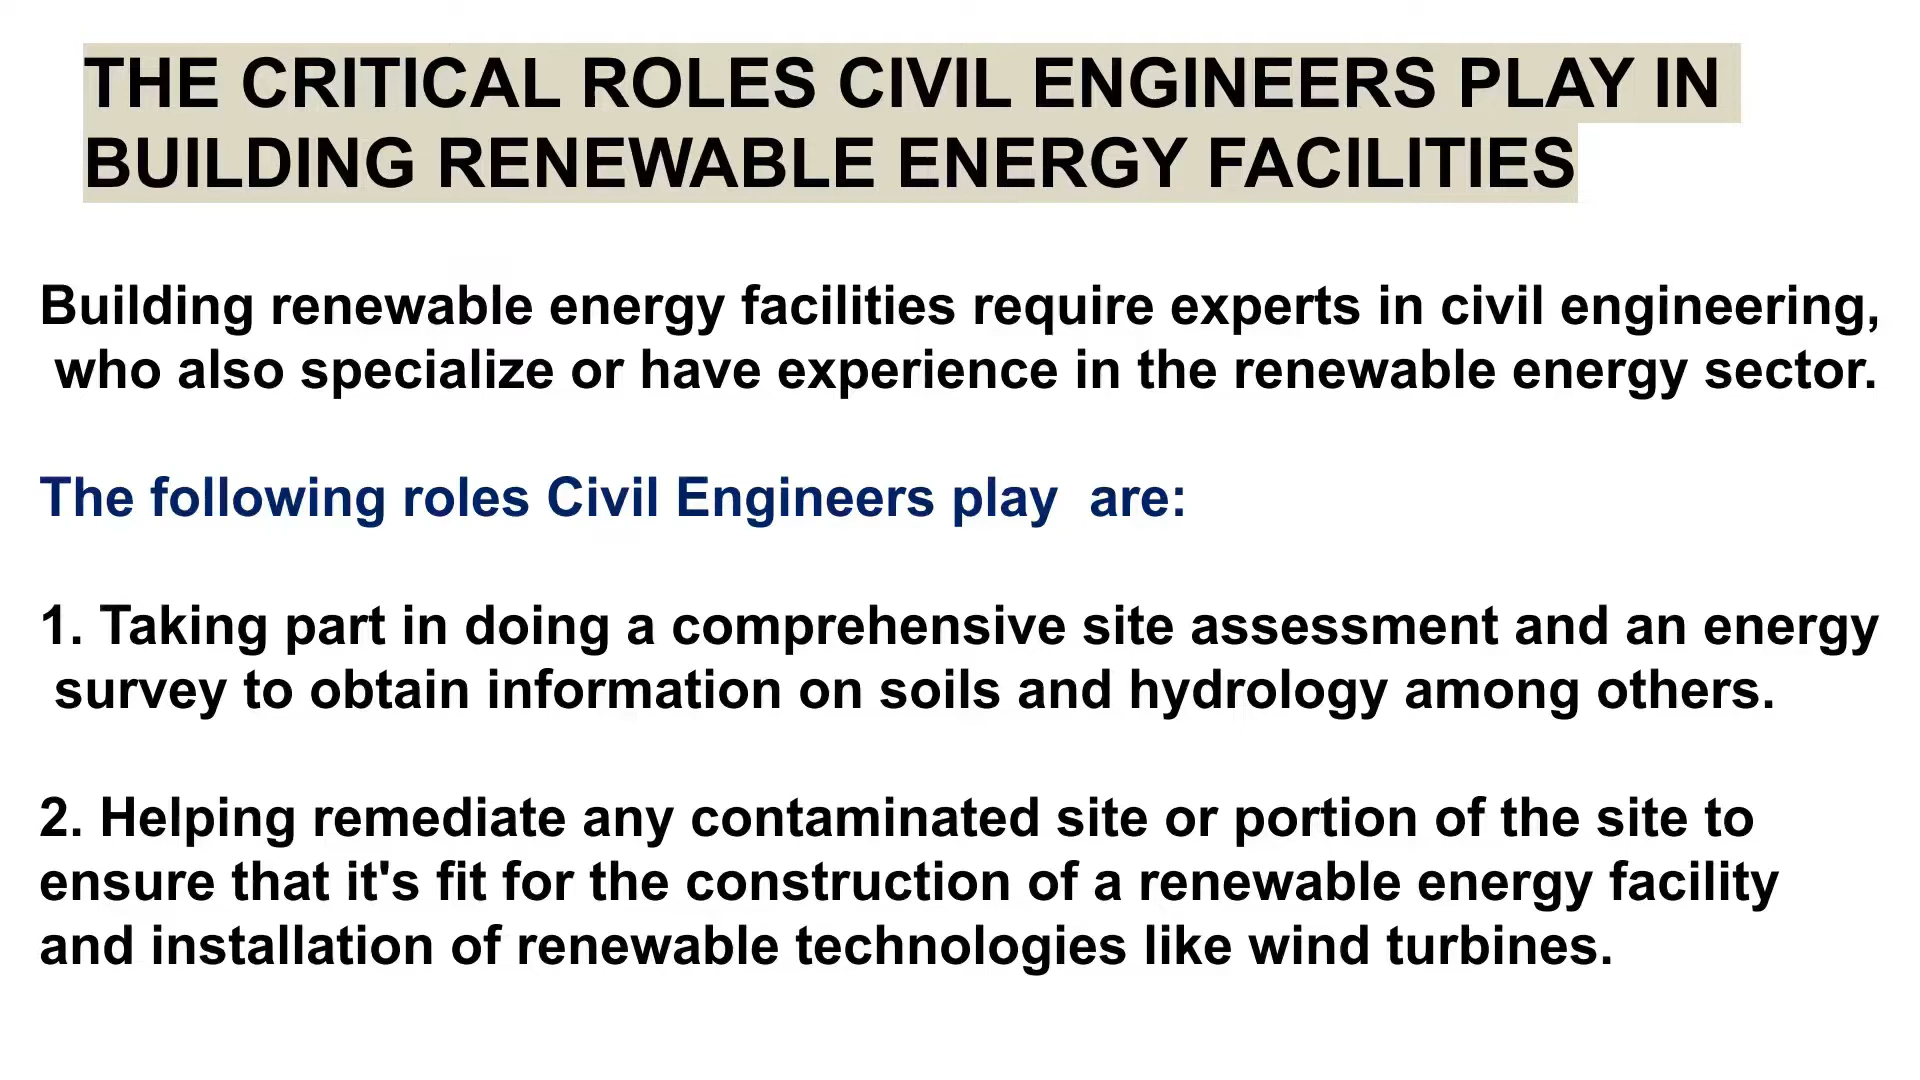 THE CRITICAL ROLES CIVIL ENGINEERS PLAY IN
BUILDING RENEWABLE ENERGY FACILITIES
Building renewable energy facilities require experts in civil engineering,
who also specialize or have experience in the renewable energy sector.
The following roles Civil Engineers play  are:
1. Taking part in doing a comprehensive site assessment and an energy
survey to obtain information on soils and hydrology among others.
2. Helping remediate any contaminated site or portion of the site to
ensure that it's fit for the construction of a renewable energy facility
and installation of renewable technologies like wind turbines.